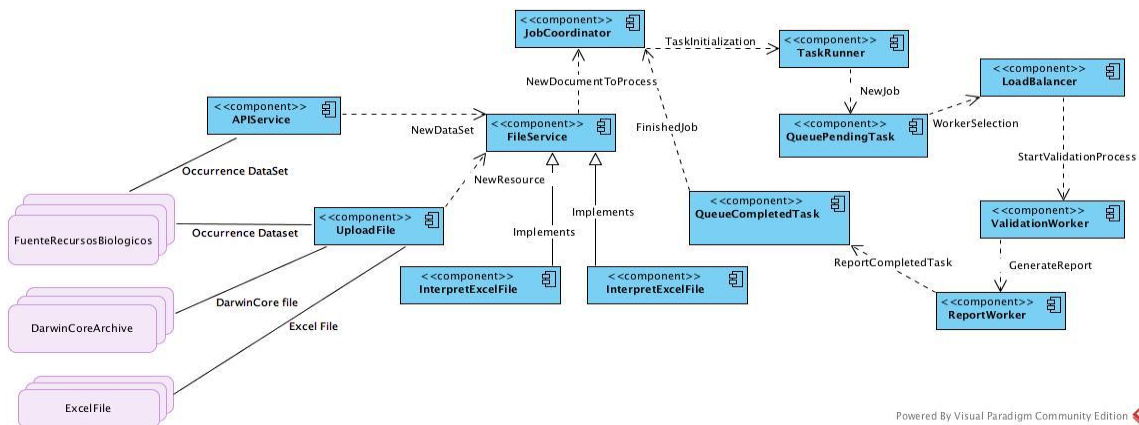 <<component>>
JobCoordinator
TaskInitialization
<<component>>
TaskRunner
<<component>>
LoadBalancer
NewDocumentToProcess
NewJob
<<component>>
APIService
NewDataSet
<<component>>
FileService
FinishedJob
<<component>>
QueuePendingTask
WorkerSelection
StartValidationProcess
Occurrence DataSet
NewResource
Implements
Implements
<<component>>
QueueCompletedTask
<<component>>
ValidationWorker
FuenteRecursosBiologicos
Occurrence Dataset
<<component>>
UploadFile
ReportCompletedTask
GenerateReport
<<component>>
InterpretExcelFile
<<component>>
InterpretExcelFile
<<component>>
ReportWorker
DarwinCore file
DarwinCoreArchive
Excel File
ExcelFile
Powered By Visual Paradigm Community Edition